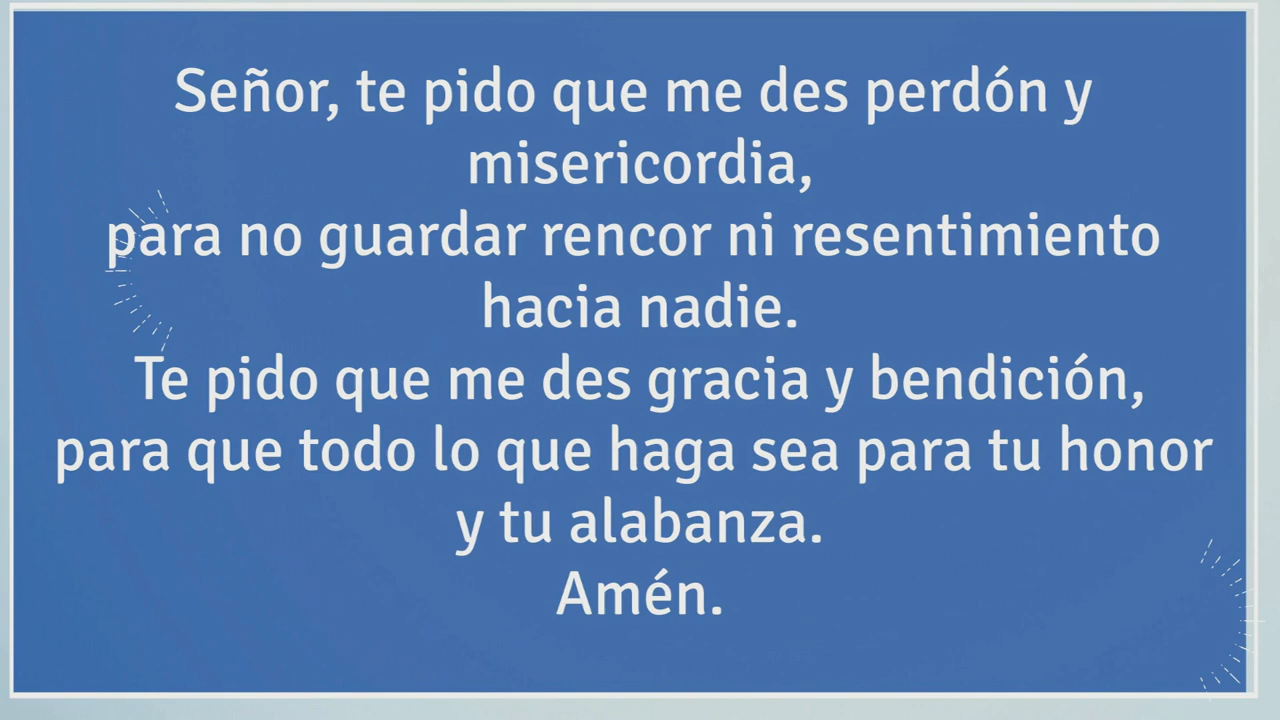 Señor, te pido que me des perdón y
misericordia,
para no guardar rencor ni resentimiento
hacia nadie.
Te pido que me des gracia y bendición,
para que todo lo que haga sea para tu honor
y tu alabanza.
Amén.